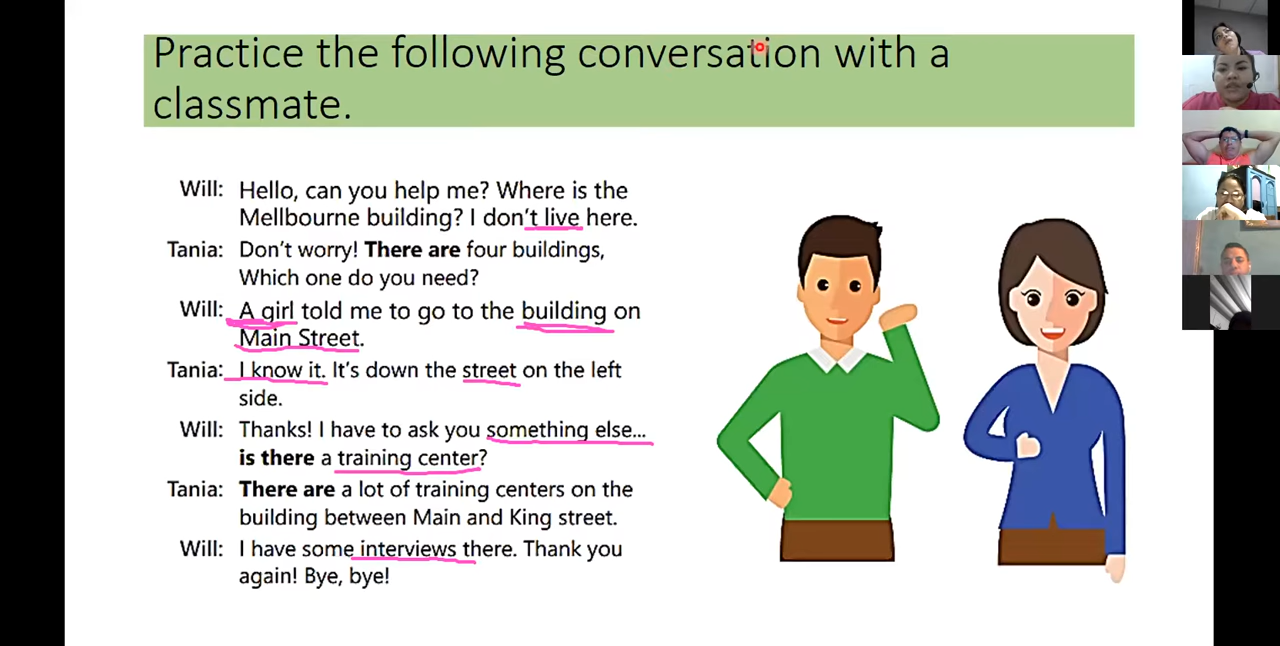 Practice the following conversation with a
classmate.
Will: Hello, can you help me? Where is the
Mellbourne building? I don't live here.
Tania: Don't worry! There are four buildings,
Which one do you need?
Will: A girl told me to go to the building on
Main Street.
Tania: I know it. It's down the street on the left
side.
Will: Thanks! I have to ask you something else...
is there a training center?
Tania: There are a lot of training centers on the
building between Main and King street.
Will: I have some interviews there. Thank you
again! Bye, bye!